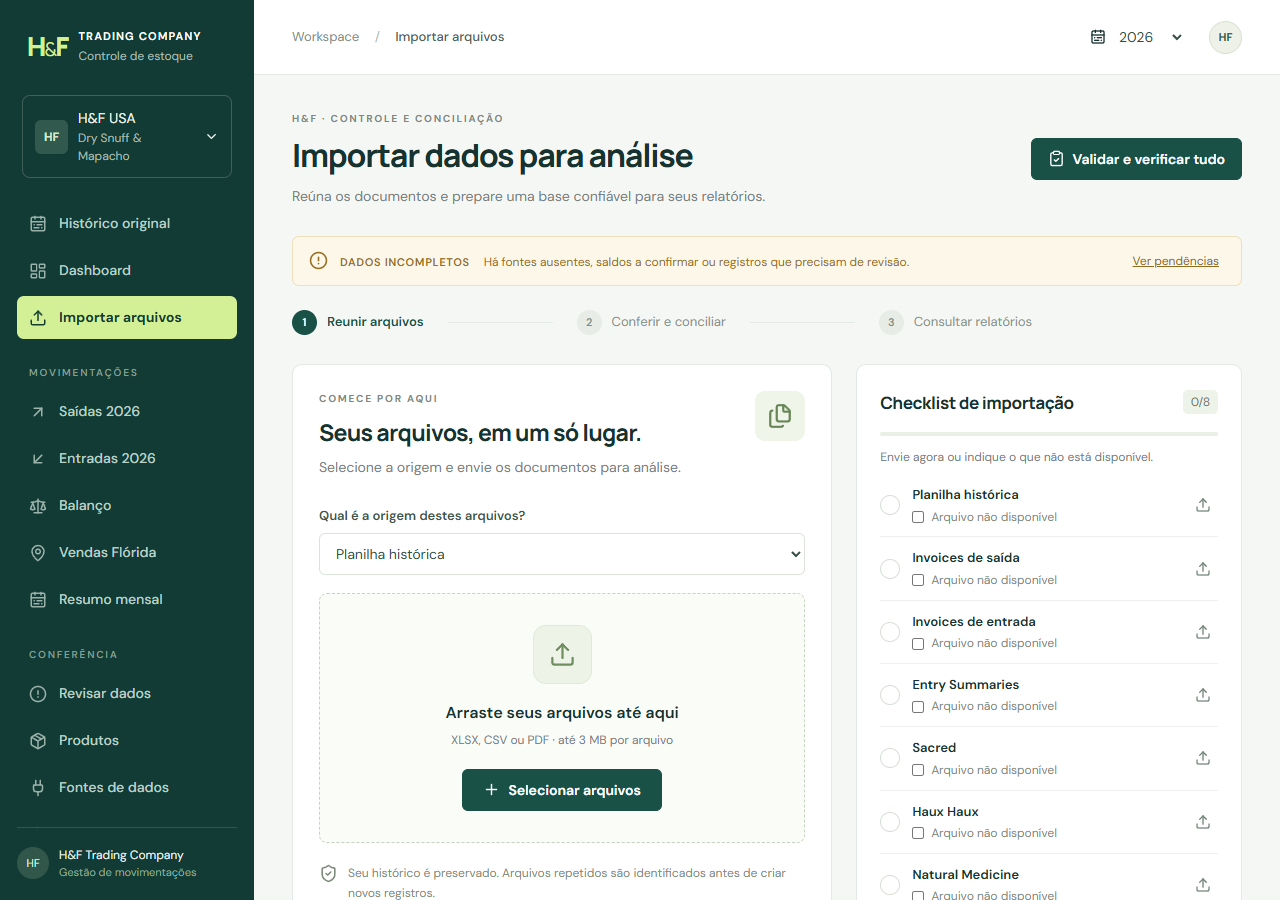 H&F
TRADING COMPANY
Controle de estoque
HF
H&F USA
Dry Snuff &
Mapacho
Histórico original
Dashboard
Importar arquivos
MOVIMENTAÇÕES
Saídas 2026
Entradas 2026
Balanço
Vendas Flórida
Resumo mensal
CONFERÊNCIA
Revisar dados
Produtos
Fontes de dados
HF
H&F Trading Company
Gestão de movimentações
Workspace / Importar arquivos
2026
HF
H&F · CONTROLE E CONCILIAÇÃO
Importar dados para análise
Reúna os documentos e prepare uma base confiável para seus relatórios.
Validar e verificar tudo
DADOS INCOMPLETOS Há fontes ausentes, saldos a confirmar ou registros que precisam de revisão. Ver pendências
1 Reunir arquivos
2 Conferir e conciliar
3 Consultar relatórios
COMECE POR AQUI
Seus arquivos, em um só lugar.
Selecione a origem e envie os documentos para análise.
Qual é a origem destes arquivos?
Planilha histórica
Arraste seus arquivos até aqui
XLSX, CSV ou PDF · até 3 MB por arquivo
Selecionar arquivos
Seu histórico é preservado. Arquivos repetidos são identificados antes de criar
novos registros.
Checklist de importação
0/8
Envie agora ou indique o que não está disponível.
Planilha histórica
Arquivo não disponível
Invoices de saída
Arquivo não disponível
Invoices de entrada
Arquivo não disponível
Entry Summaries
Arquivo não disponível
Sacred
Arquivo não disponível
Haux Haux
Arquivo não disponível
Natural Medicine
Arquivo não disponível